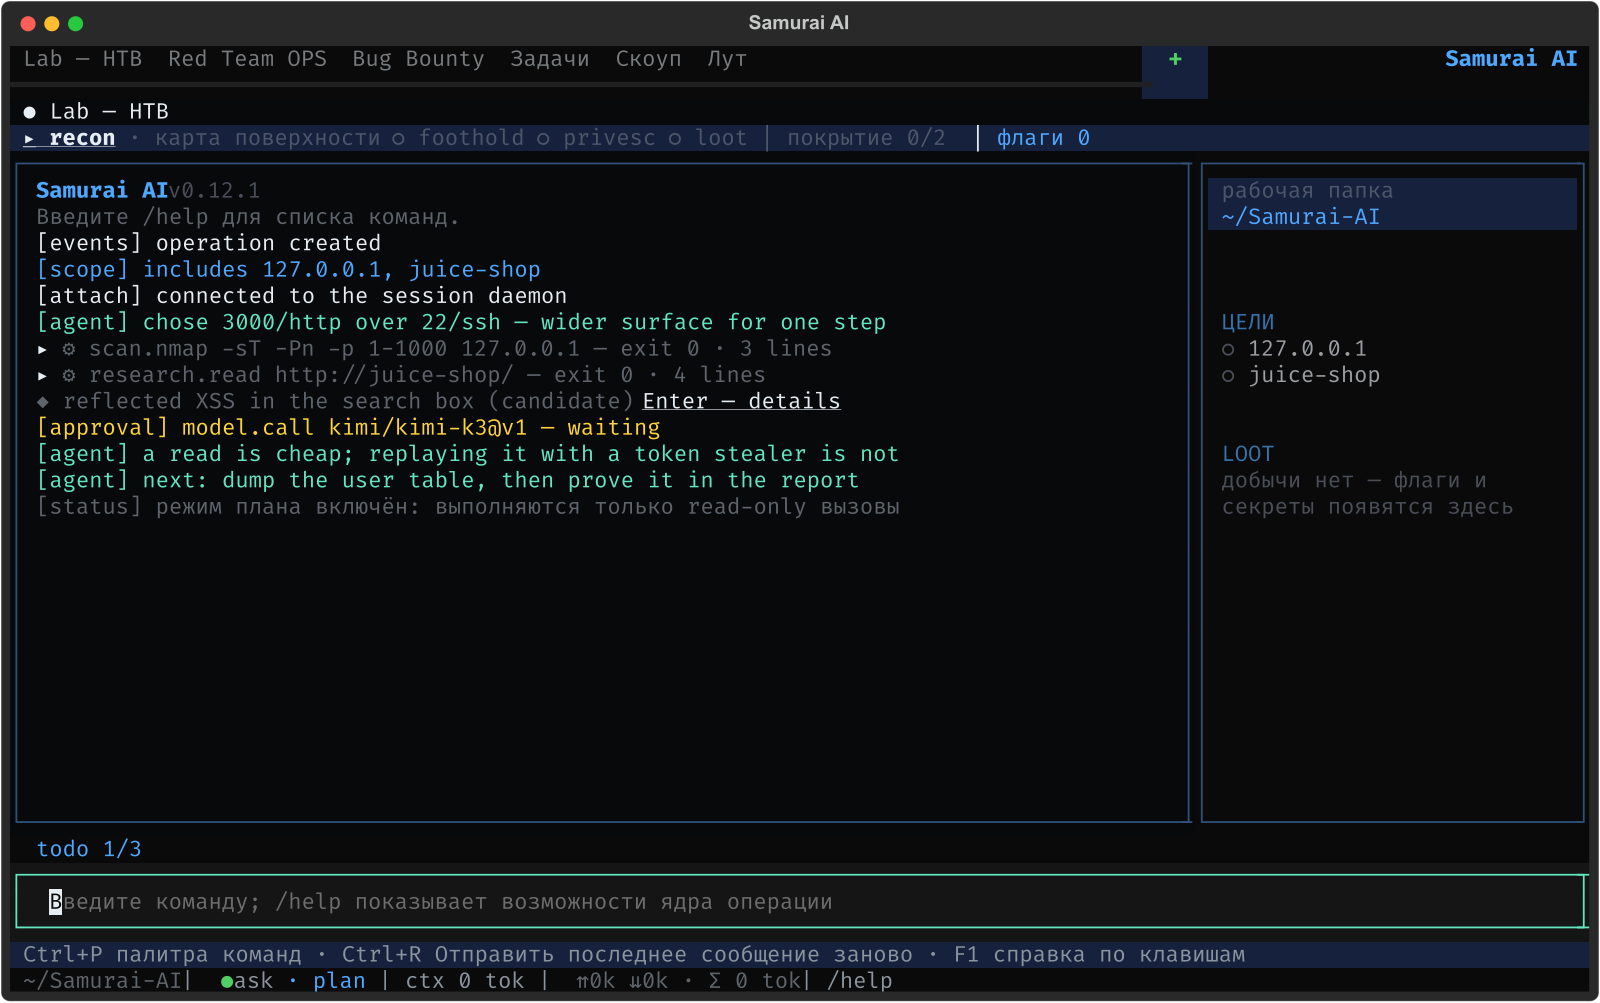 Samurai AI
Lab — HTB Red Team OPS Bug Bounty Задачи Скоуп Лут + Samurai AI
● Lab — HTB
▸ recon · карта поверхности ○ foothold ○ privesc ○ loot │ покрытие 0/2 │ флаги 0
Samurai AIv0.12.1
Введите /help для списка команд.
[events] operation created
[scope] includes 127.0.0.1, juice-shop
[attach] connected to the session daemon
[agent] chose 3000/http over 22/ssh — wider surface for one step
▸ ⚙ scan.nmap -sT -Pn -p 1-1000 127.0.0.1 — exit 0 · 3 lines
▸ ⚙ research.read http://juice-shop/ — exit 0 · 4 lines
◆ reflected XSS in the search box (candidate) Enter — details
[approval] model.call kimi/kimi-k3@v1 — waiting
[agent] a read is cheap; replaying it with a token stealer is not
[agent] next: dump the user table, then prove it in the report
[status] режим плана включён: выполняются только read-only вызовы
рабочая папка
~/Samurai-AI
ЦЕЛИ
○ 127.0.0.1
○ juice-shop
LOOT
добычи нет — флаги и
секреты появятся здесь
todo 1/3
Введите команду; /help показывает возможности ядра операции
Ctrl+P палитра команд · Ctrl+R Отправить последнее сообщение заново · F1 справка по клавишам
~/Samurai-AI│ ●ask · plan │ ctx 0 tok │ ⇈0k ⇊0k · Σ 0 tok│ /help